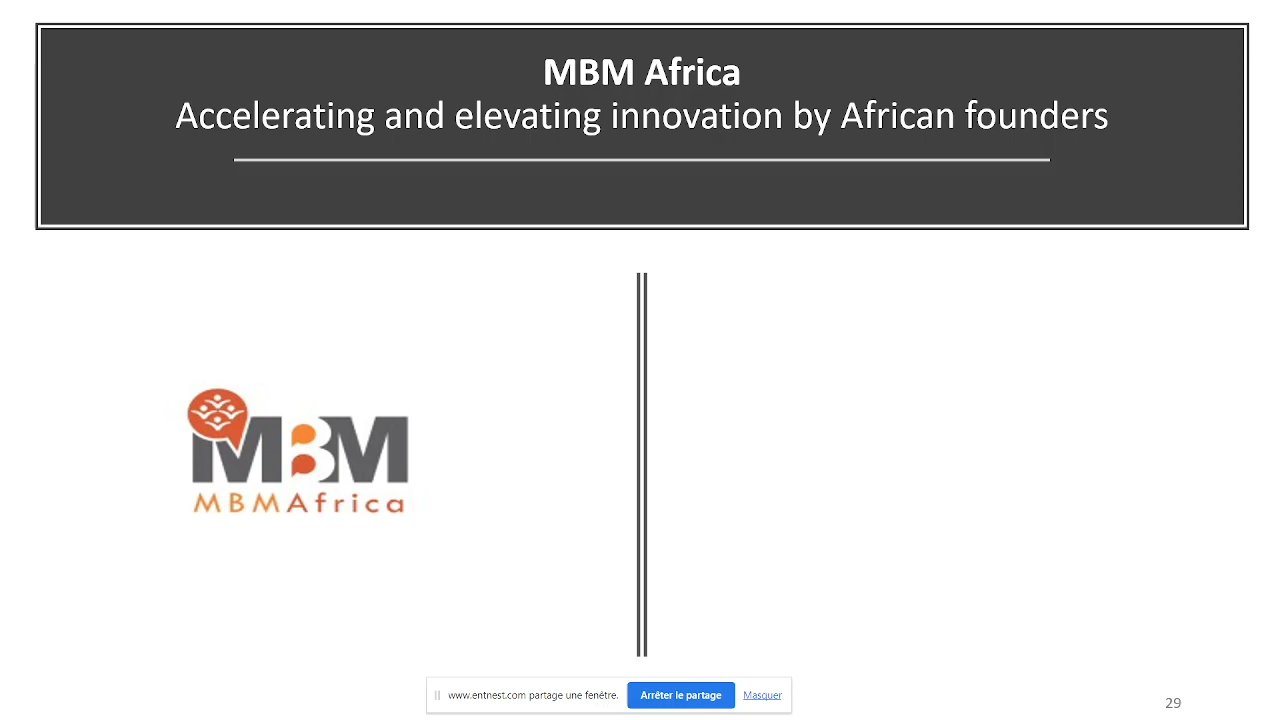 MBM Africa
Accelerating and elevating innovation by African founders
MBM
MBMAfrica
www.entnest.com partage une fenêtre.
Arrêter le partage
Masquer
29